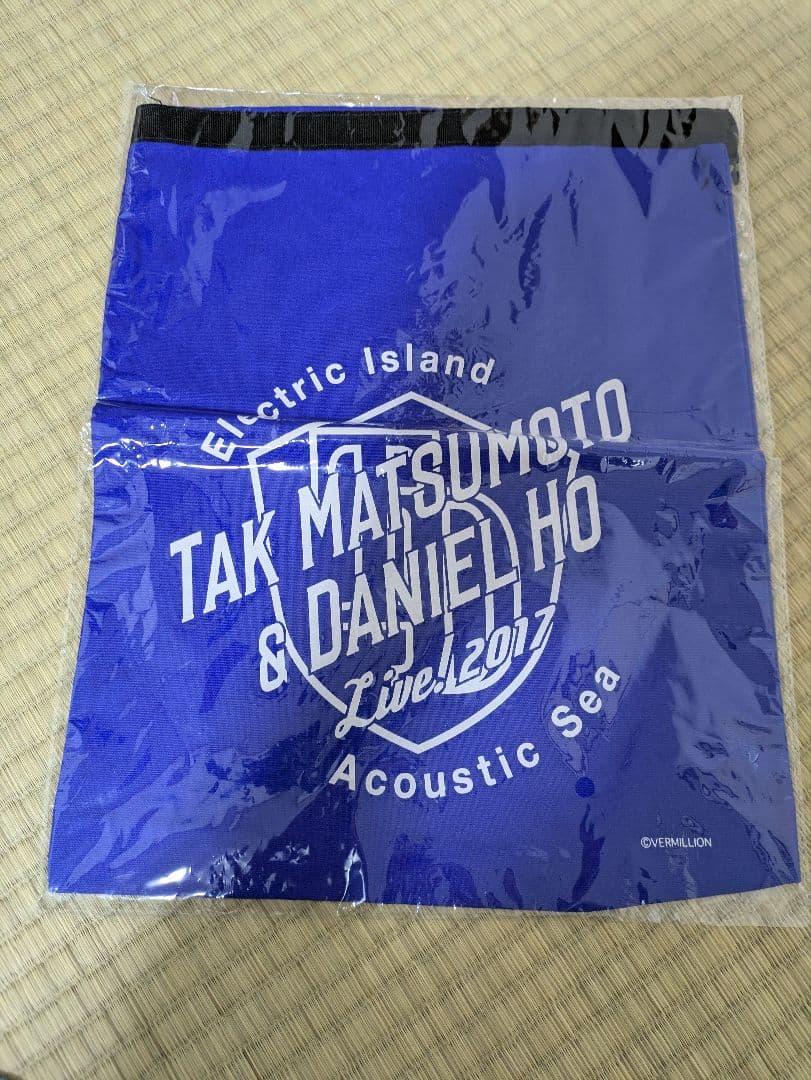 Electric Island
TAK MATSUMOTO
& DANIEL HO
Live! 2017
Acoustic Sea
©VERMILLION